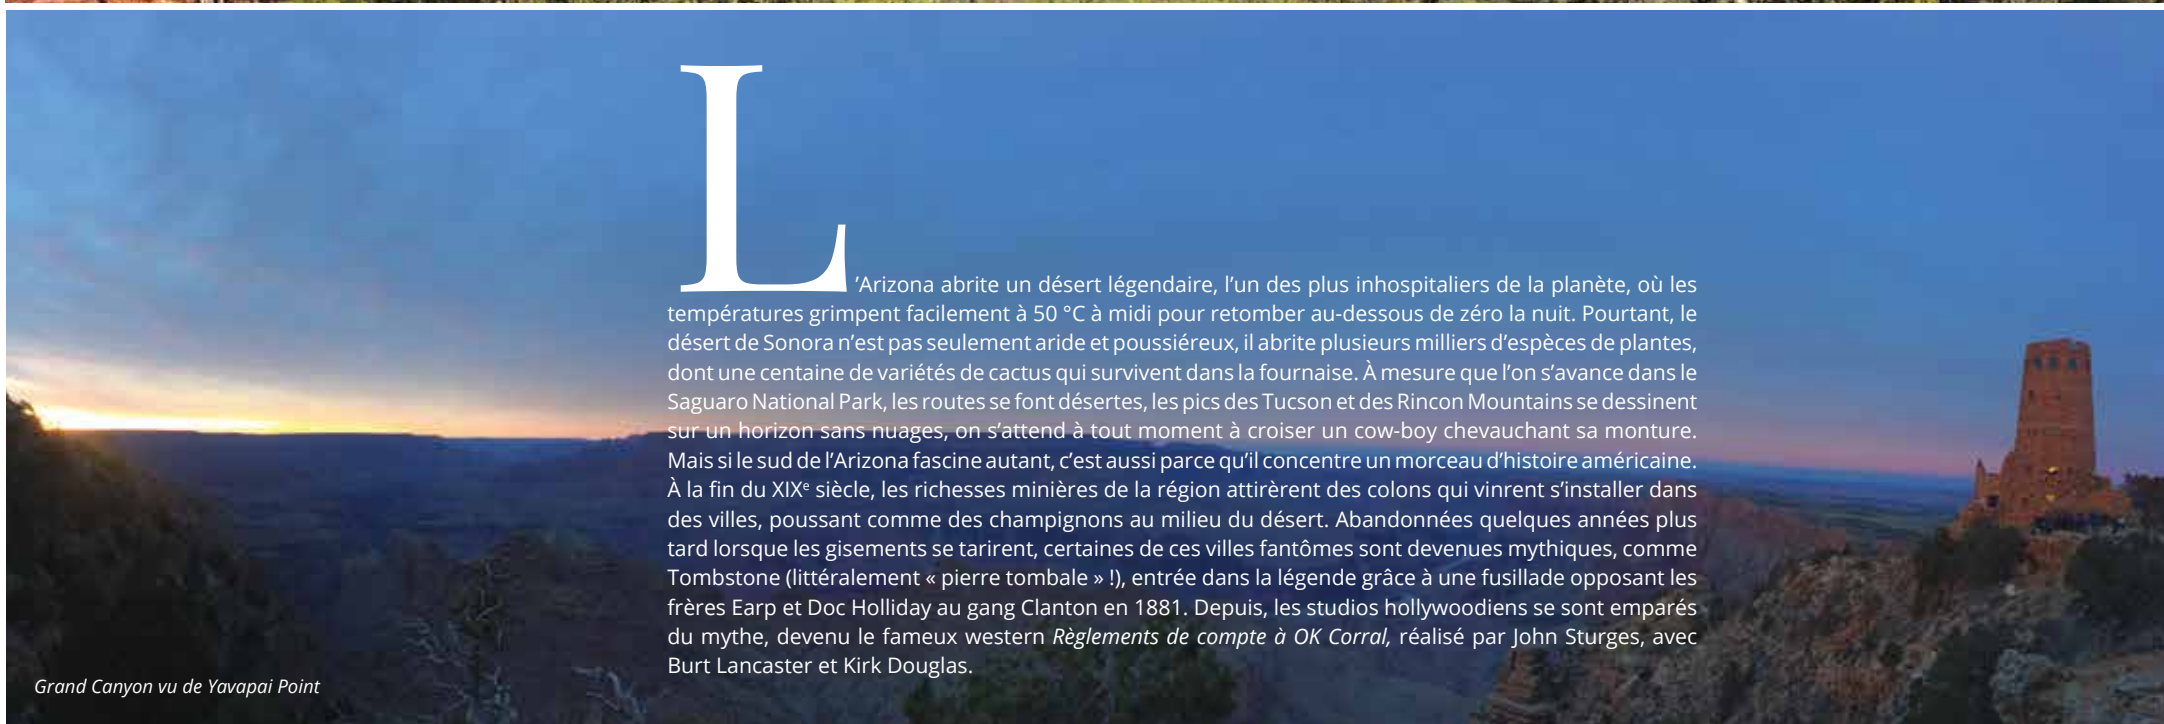 L’Arizona abrite un désert légendaire, l’un des plus inhospitaliers de la planète, où les
températures grimpent facilement à 50 °C à midi pour retomber au-dessous de zéro la nuit. Pourtant, le
désert de Sonora n’est pas seulement aride et poussiéreux, il abrite plusieurs milliers d’espèces de plantes,
dont une centaine de variétés de cactus qui survivent dans la fournaise. À mesure que l’on s’avance dans le
Saguaro National Park, les routes se font désertes, les pics des Tucson et des Rincon Mountains se dessinent
sur un horizon sans nuages, on s’attend à tout moment à croiser un cow-boy chevauchant sa monture.
Mais si le sud de l’Arizona fascine autant, c’est aussi parce qu’il concentre un morceau d’histoire américaine.
À la fin du XIXᵉ siècle, les richesses minières de la région attirèrent des colons qui vinrent s’installer dans
des villes, poussant comme des champignons au milieu du désert. Abandonnées quelques années plus
tard lorsque les gisements se tarirent, certaines de ces villes fantômes sont devenues mythiques, comme
Tombstone (littéralement « pierre tombale » !), entrée dans la légende grâce à une fusillade opposant les
frères Earp et Doc Holliday au gang Clanton en 1881. Depuis, les studios hollywoodiens se sont emparés
du mythe, devenu le fameux western Règlements de compte à OK Corral, réalisé par John Sturges, avec
Burt Lancaster et Kirk Douglas.
Grand Canyon vu de Yavapai Point